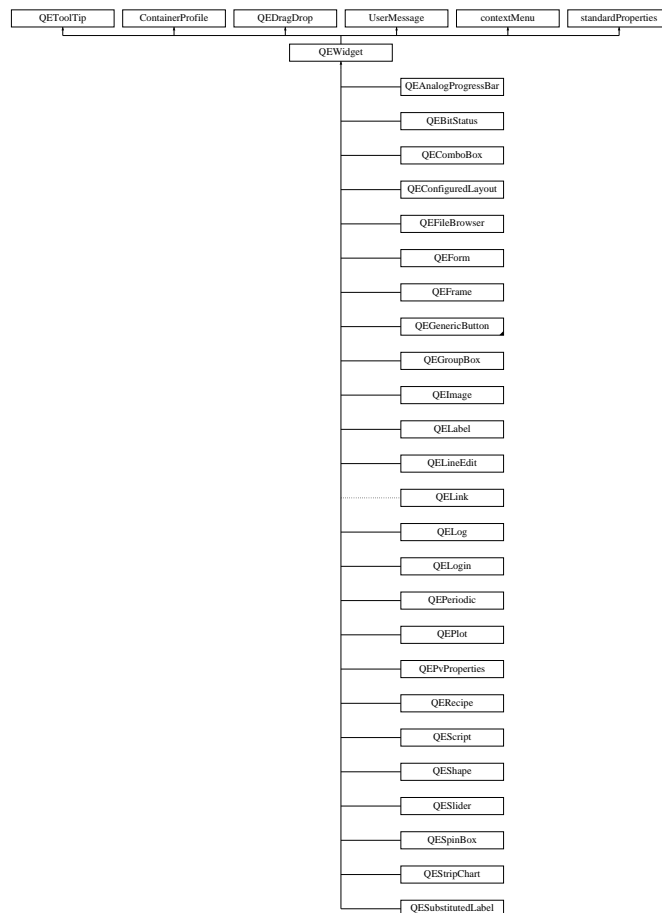 QEToolTip
ContainerProfile
QEDragDrop
UserMessage
contextMenu
standardProperties
QEWidget
QEAnalogProgressBar
QEBitStatus
QEComboBox
QEConfiguredLayout
QEFileBrowser
QEForm
QEFrame
QEGenericButton
QEGroupBox
QEImage
QELabel
QELineEdit
QELink
QELog
QELogin
QEPeriodic
QEPlot
QEPvProperties
QERecipe
QEScript
QEShape
QESlider
QESpinBox
QEStripChart
QESubstitutedLabel